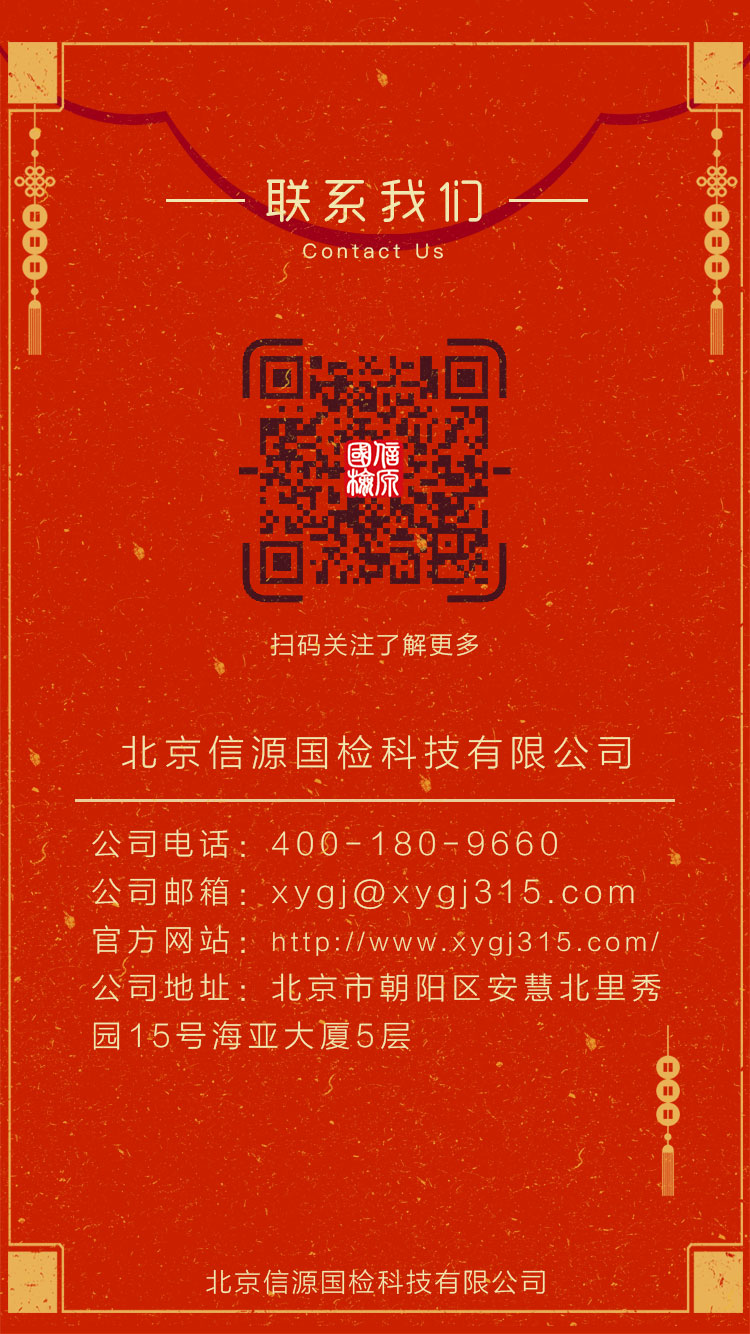 联系我们
Contact Us
國信
檢原
扫码关注了解更多
北京信源国检科技有限公司
公司电话：400-180-9660
公司邮箱：xygj@xygj315.com
官方网站：http://www.xygj315.com/
公司地址：北京市朝阳区安慧北里秀
园15号海亚大厦5层
北京信源国检科技有限公司